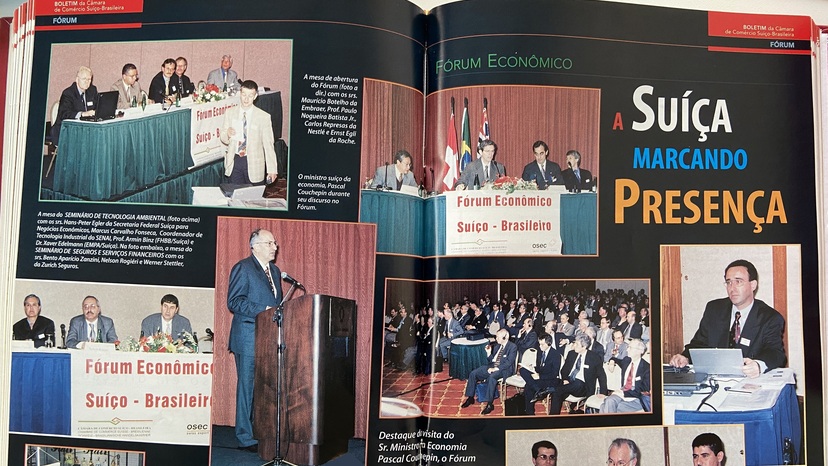 BOLETIM da Câmara
de Comércio Suíço-Brasileira
FÓRUM
A mesa de abertura
do Fórum (foto a
dir.) com os srs.
Maurício Botelho da
Embraer, Prof. Paulo
Nogueira Batista Jr.,
Carlos Represas da
Nestlé e Ernst Egli
da Roche.
O ministro suíço da
economia, Pascal
Couchepin durante
seu discurso no
Fórum.
Fórum Econômico
Suíço - Brasil
A mesa do SEMINÁRIO DE TECNOLOGIA AMBIENTAL (foto acima)
com os srs. Hans-Peter Egler da Secretaria Federal Suíça para
Negócios Econômicos, Marcus Carvalho Fonseca, Coordenador de
Tecnologia Industrial do SENAI, Prof. Armin Binz (FHBB/Suíça) e
Dr. Xaver Edelmann (EMPA/Suíça). Na foto embaixo, a mesa do
SEMINÁRIO DE SEGUROS E SERVIÇOS FINANCEIROS com os
srs. Bento Aparício Zanzini, Nelson Rogiéri e Werner Stettler,
da Zurich Seguros.
Fórum Econômico
Suíço - Brasileiro
osec
BOLETIM da Câmara
de Comércio Suíço-Brasileira
FÓRUM
FÓRUM ECONÔMICO
A SUÍÇA
MARCANDO
PRESENÇA
Fórum Econômico
Suíço - Brasileiro
osec
Destaque da visita do
Sr. Ministro da Economia
Pascal Couchepin, o Fórum